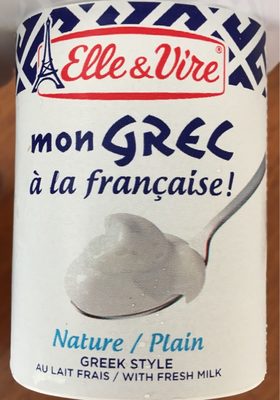 Elle & Vire®
mon GREC
à la française!
Nature / Plain
GREEK STYLE
AU LAIT FRAIS / WITH FRESH MILK